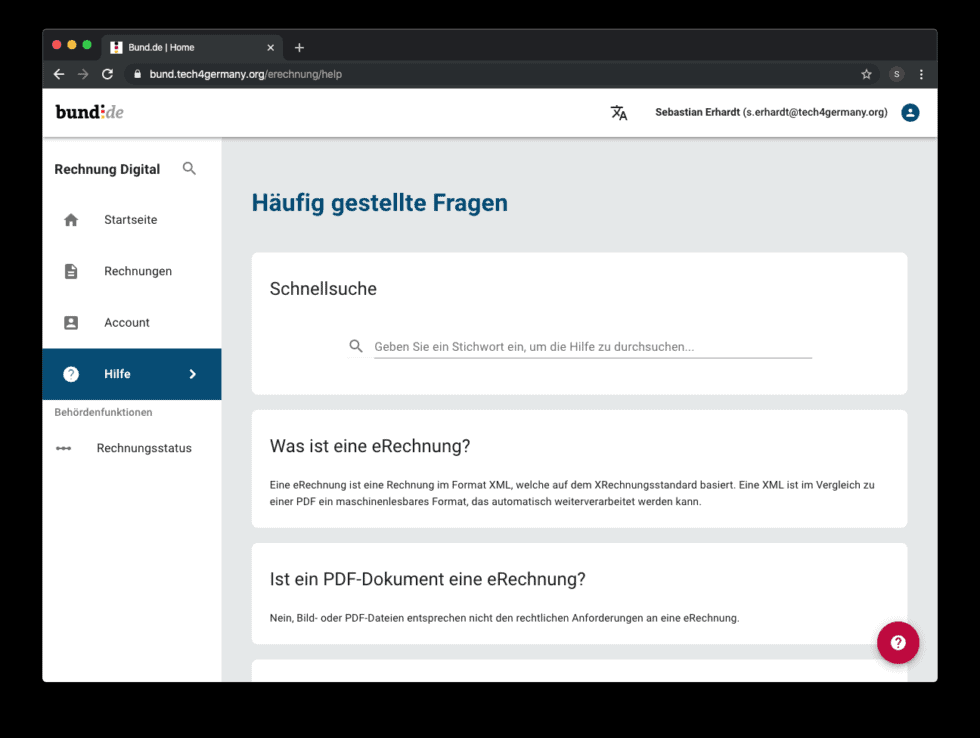 Bund.de | Home
bund.tech4germany.org/erechnung/help
S
bund:de
Sebastian Erhardt (s.erhardt@tech4germany.org)
Rechnung Digital
Startseite
Rechnungen
Account
Hilfe
Behördenfunktionen
Rechnungsstatus
Häufig gestellte Fragen
Schnellsuche
Geben Sie ein Stichwort ein, um die Hilfe zu durchsuchen...
Was ist eine eRechnung?
Eine eRechnung ist eine Rechnung im Format XML, welche auf dem XRechnungsstandard basiert. Eine XML ist im Vergleich zu
einer PDF ein maschinenlesbares Format, das automatisch weiterverarbeitet werden kann.
Ist ein PDF-Dokument eine eRechnung?
Nein, Bild- oder PDF-Dateien entsprechen nicht den rechtlichen Anforderungen an eine eRechnung.